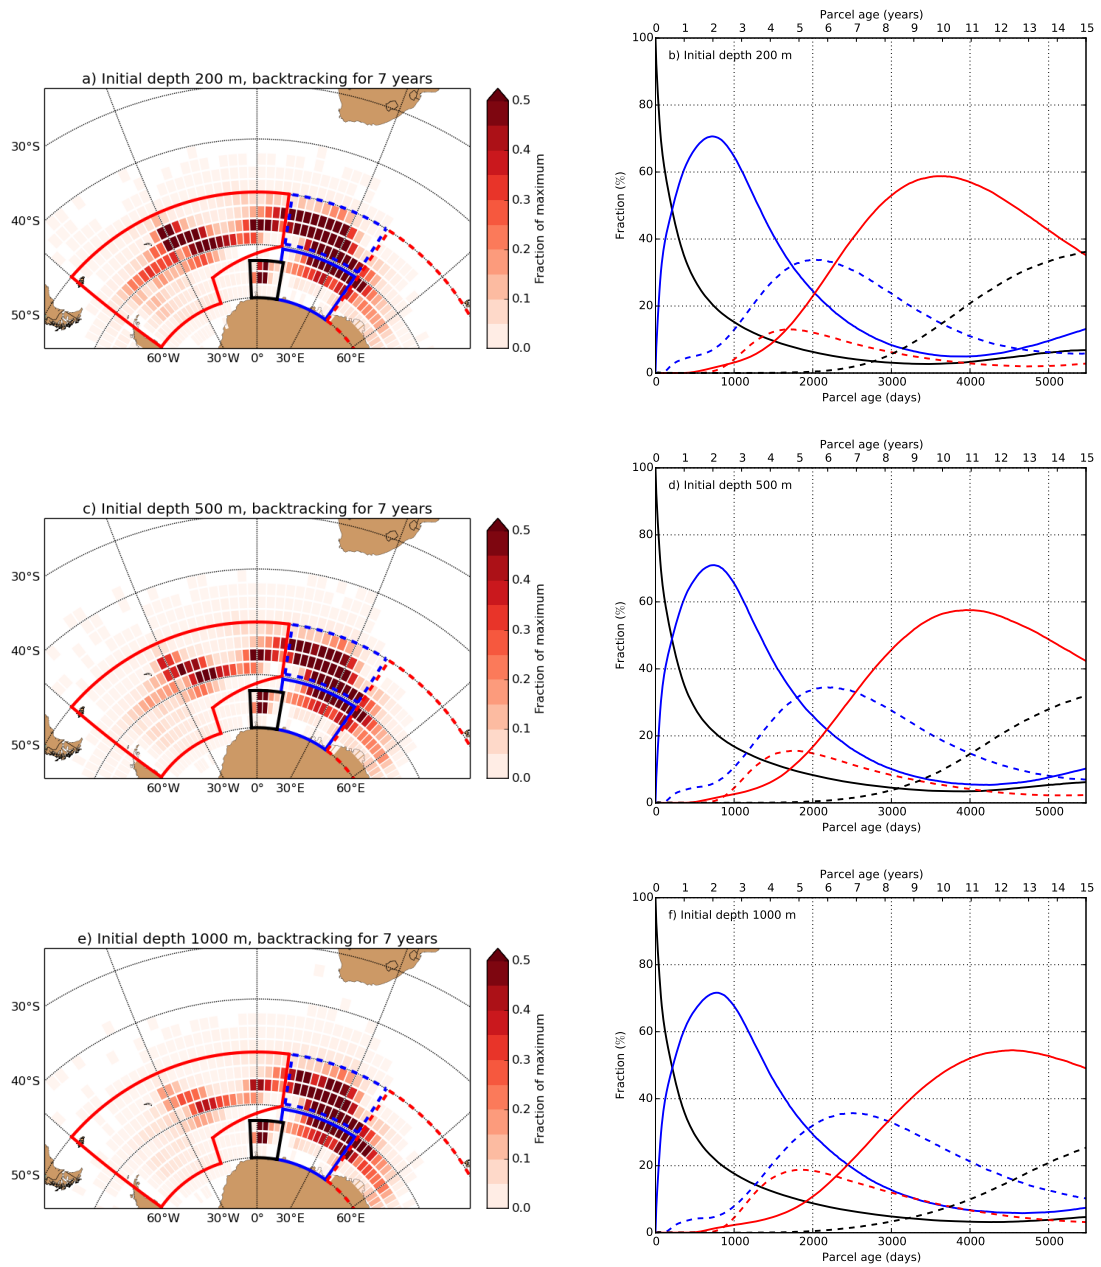 a) Initial depth 200 m, backtracking for 7 years
30°S
40°S
50°S
60°W 30°W 0° 30°E 60°E
0.5
0.4
0.3
0.2
0.1
0.0
Fraction of maximum
Parcel age (years)
0 1 2 3 4 5 6 7 8 9 10 11 12 13 14 15
b) Initial depth 200 m
100
80
60
40
20
0
Fraction (%)
0 1000 2000 3000 4000 5000
Parcel age (days)
c) Initial depth 500 m, backtracking for 7 years
30°S
40°S
50°S
60°W 30°W 0° 30°E 60°E
0.5
0.4
0.3
0.2
0.1
0.0
Fraction of maximum
Parcel age (years)
0 1 2 3 4 5 6 7 8 9 10 11 12 13 14 15
d) Initial depth 500 m
100
80
60
40
20
0
Fraction (%)
0 1000 2000 3000 4000 5000
Parcel age (days)
e) Initial depth 1000 m, backtracking for 7 years
30°S
40°S
50°S
60°W 30°W 0° 30°E 60°E
0.5
0.4
0.3
0.2
0.1
0.0
Fraction of maximum
Parcel age (years)
0 1 2 3 4 5 6 7 8 9 10 11 12 13 14 15
f) Initial depth 1000 m
100
80
60
40
20
0
Fraction (%)
0 1000 2000 3000 4000 5000
Parcel age (days)